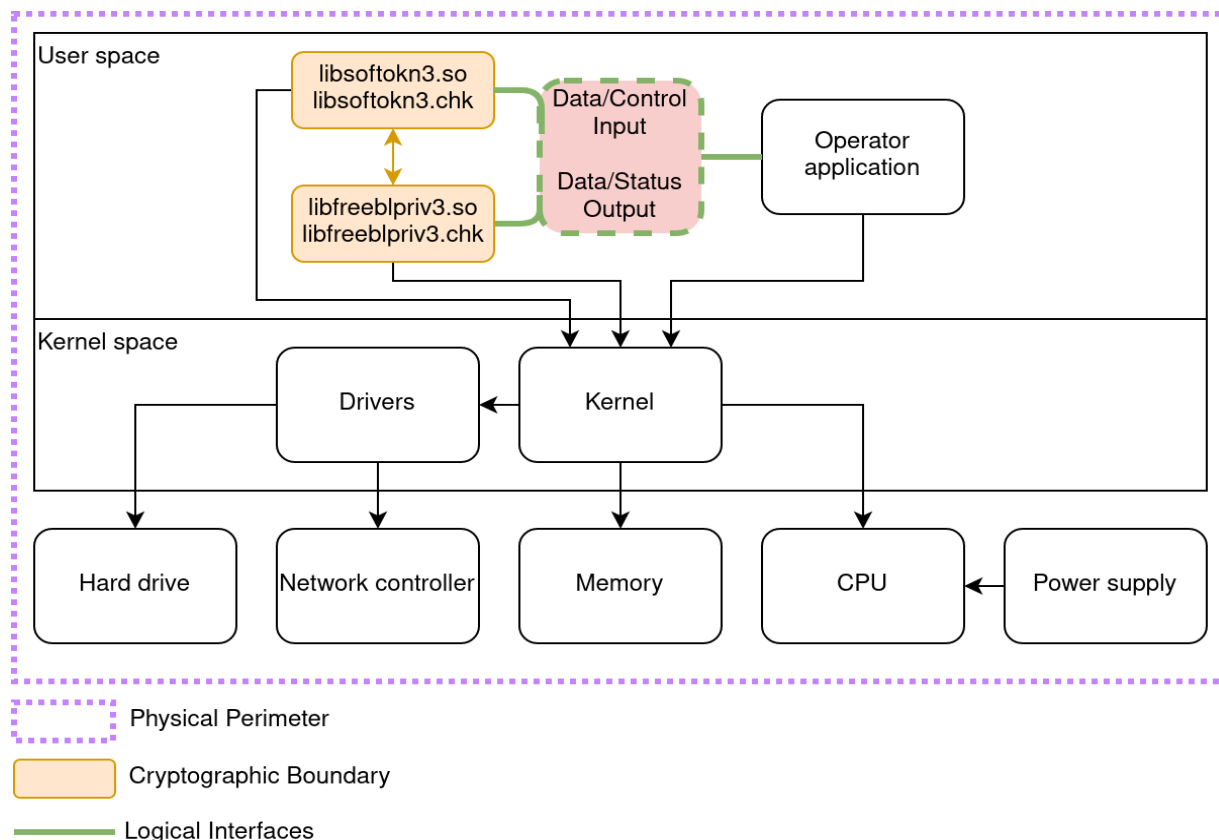 User space
libsoftokn3.so
libsoftokn3.chk
Data/Control
Input
Data/Status
Output
Operator
application
libfreeblpriv3.so
libfreeblpriv3.chk
Kernel space
Drivers
Kernel
Hard drive
Network controller
Memory
CPU
Power supply
Physical Perimeter
Cryptographic Boundary
Logical Interfaces